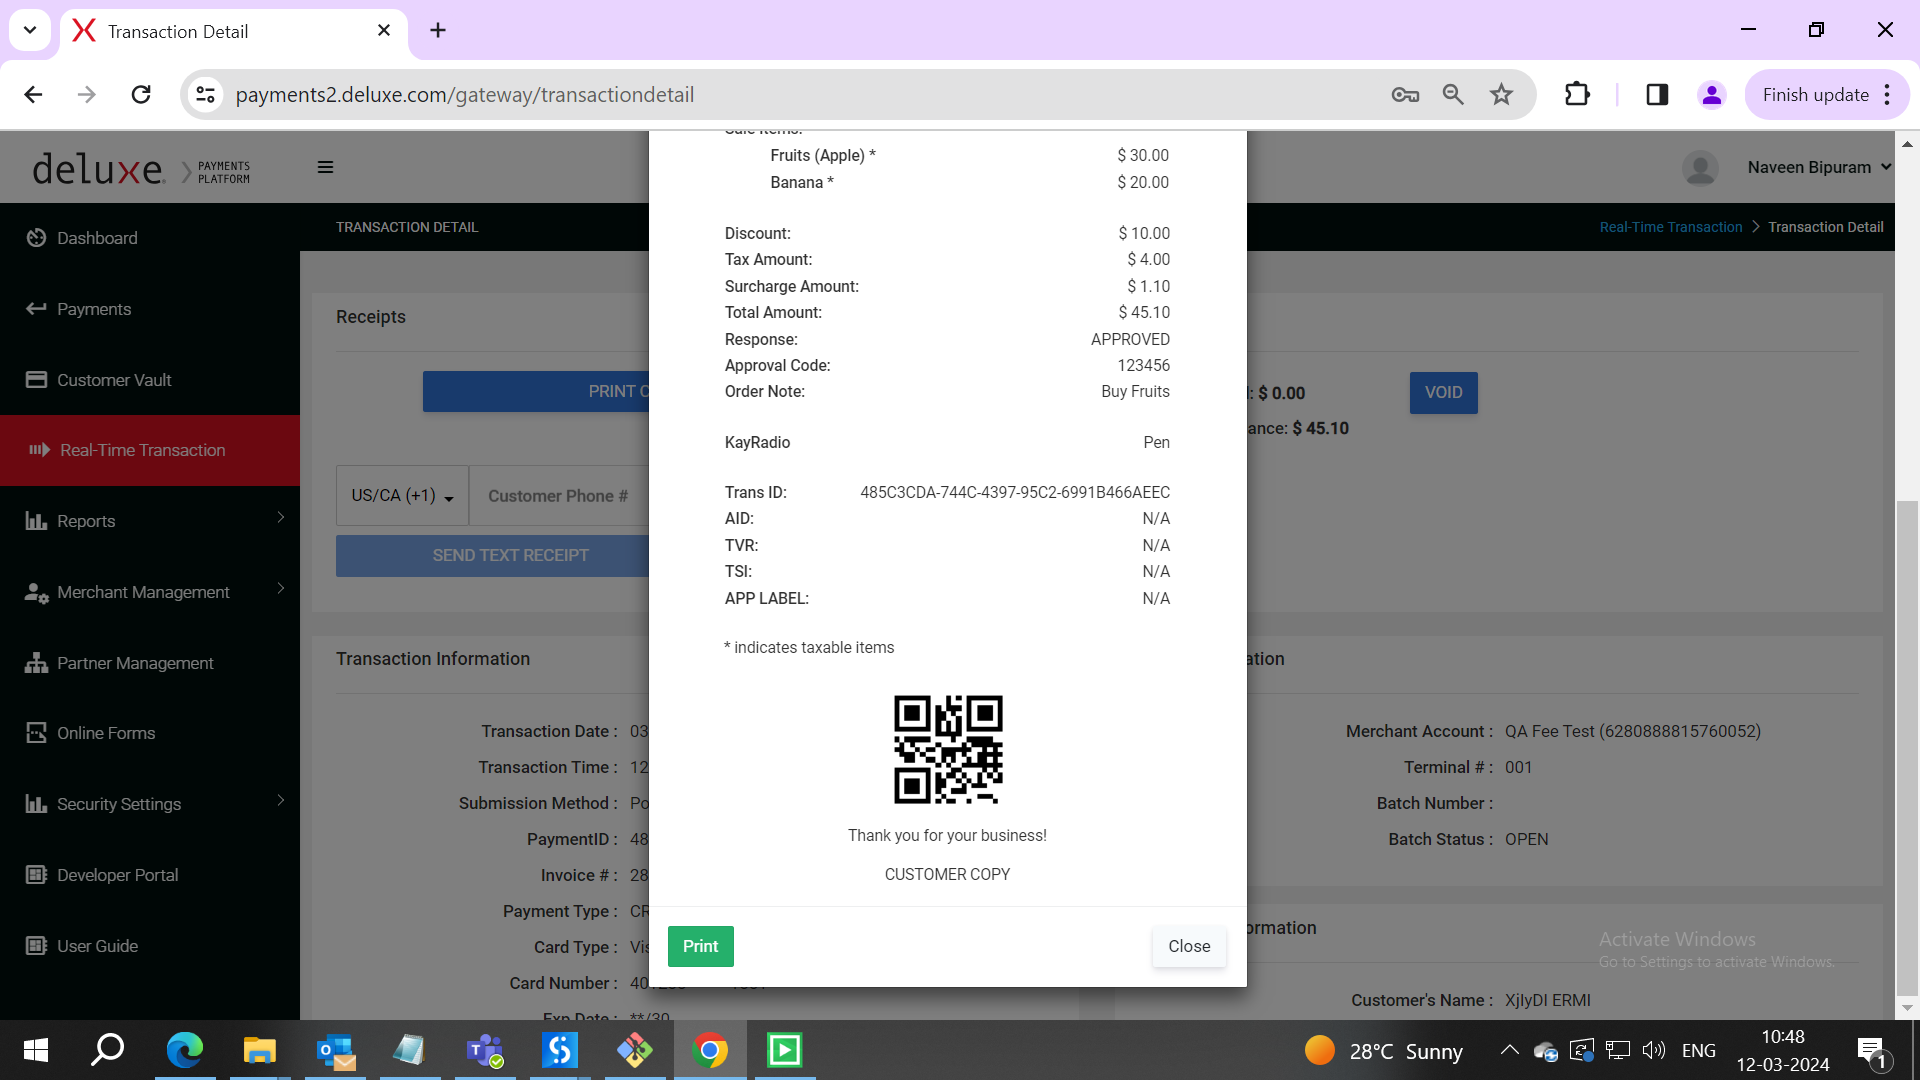 Transaction Detail
payments2.deluxe.com/gateway/transactiondetail
Finish update
deluxe. PAYMENTS PLATFORM
Naveen Bipuram
TRANSACTION DETAIL
Real-Time Transaction > Transaction Detail
Dashboard
Payments
Customer Vault
Real-Time Transaction
Reports
Merchant Management
Partner Management
Online Forms
Security Settings
Developer Portal
User Guide
Receipts
PRINT C
US/CA (+1) Customer Phone #
SEND TEXT RECEIPT
: $ 0.00
VOID
ance: $ 45.10
Fruits (Apple) * $ 30.00
Banana * $ 20.00
Discount: $ 10.00
Tax Amount: $ 4.00
Surcharge Amount: $ 1.10
Total Amount: $ 45.10
Response: APPROVED
Approval Code: 123456
Order Note: Buy Fruits
KayRadio Pen
Trans ID: 485C3CDA-744C-4397-95C2-6991B466AEEC
AID: N/A
TVR: N/A
TSI: N/A
APP LABEL: N/A
* indicates taxable items
Thank you for your business!
CUSTOMER COPY
Print
Close
Transaction Information
Transaction Date : 03
Transaction Time : 12
Submission Method : Po
PaymentID : 48
Invoice # : 28
Payment Type : CR
Card Type : Vis
Card Number :
Exp Date : **/30
ation
Merchant Account : QA Fee Test (6280888815760052)
Terminal # : 001
Batch Number :
Batch Status : OPEN
ormation
Customer's Name : XjIyDI ERMI
Activate Windows
Go to Settings to activate Windows.
28°C Sunny
ENG
10:48
12-03-2024
1